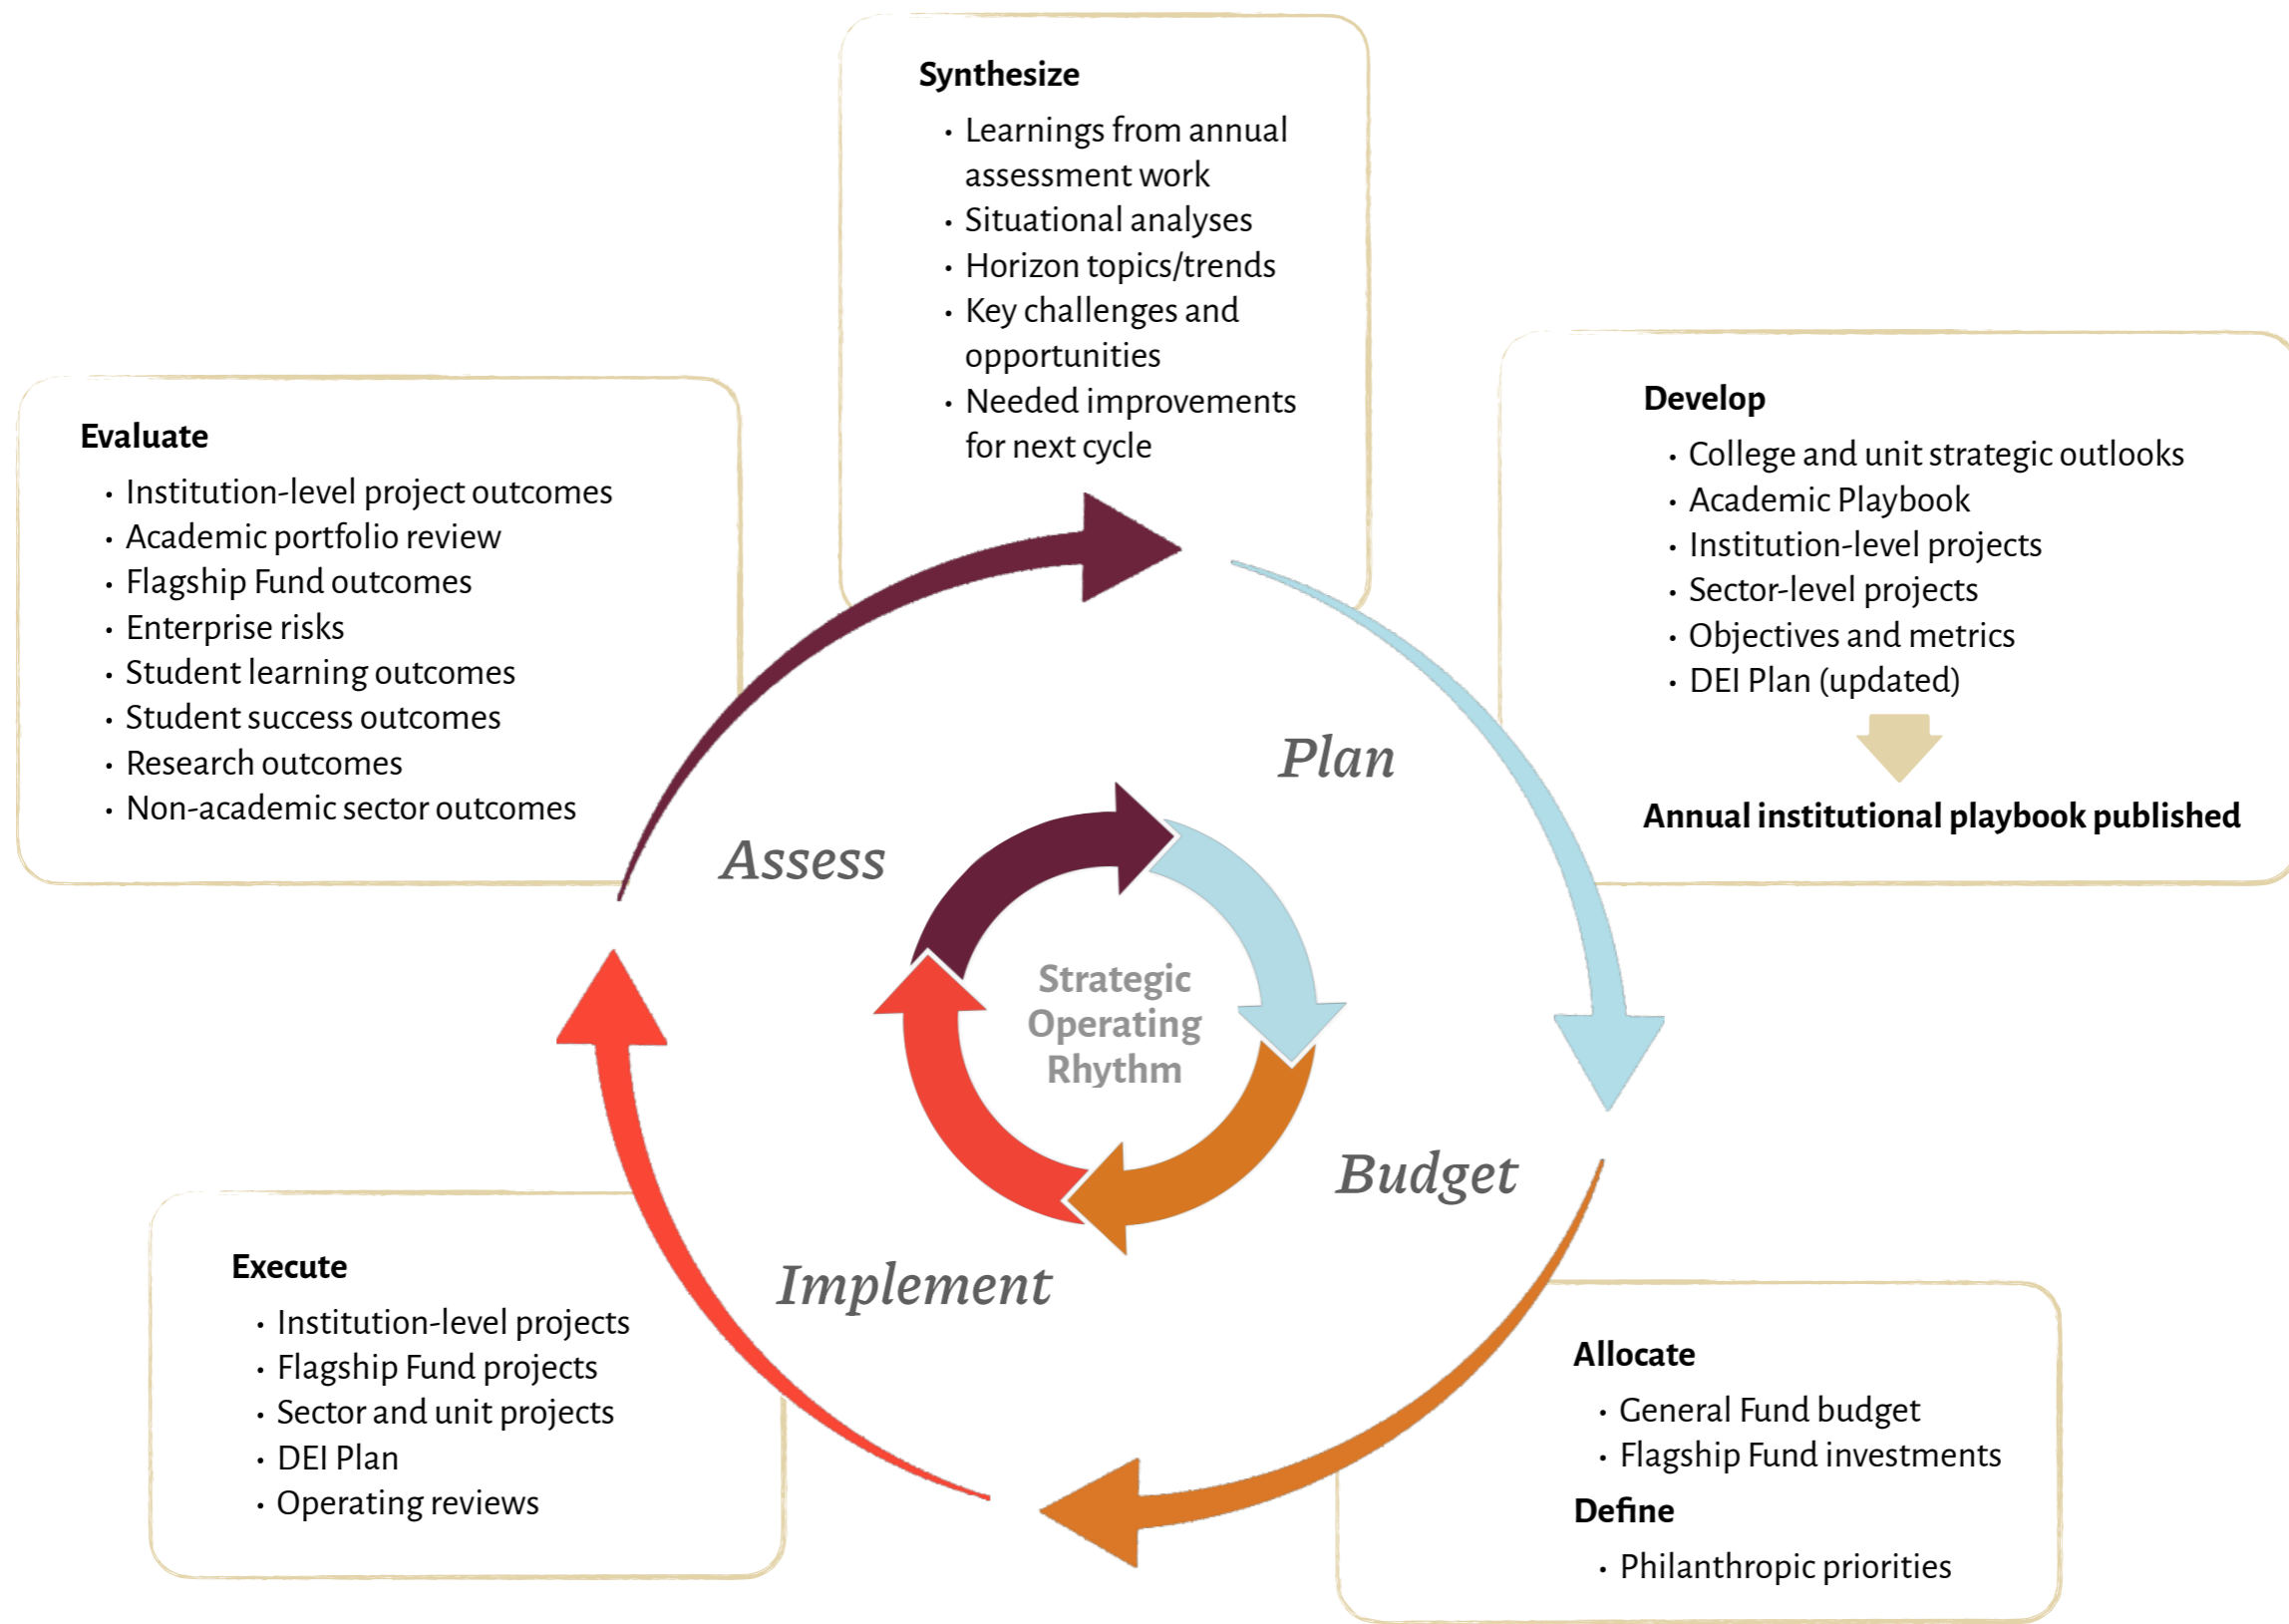 Synthesize
• Learnings from annual
assessment work
• Situational analyses
• Horizon topics/trends
• Key challenges and
opportunities
• Needed improvements
for next cycle
Develop
• College and unit strategic outlooks
• Academic Playbook
• Institution-level projects
• Sector-level projects
• Objectives and metrics
• DEI Plan (updated)
Annual institutional playbook published
Evaluate
• Institution-level project outcomes
• Academic portfolio review
• Flagship Fund outcomes
• Enterprise risks
• Student learning outcomes
• Student success outcomes
• Research outcomes
• Non-academic sector outcomes
Plan
Assess
Strategic
Operating
Rhythm
Budget
Implement
Execute
• Institution-level projects
• Flagship Fund projects
• Sector and unit projects
• DEI Plan
• Operating reviews
Allocate
• General Fund budget
• Flagship Fund investments
Define
• Philanthropic priorities